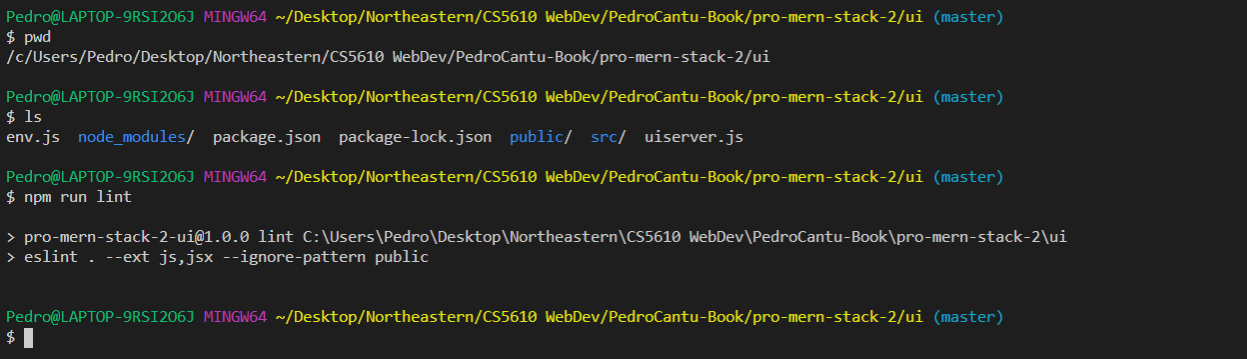 Pedro@LAPTOP-9RSI2O6J MINGW64 ~/Desktop/Northeastern/CS5610 WebDev/PedroCantu-Book/pro-mern-stack-2/ui (master)
$ pwd
/c/Users/Pedro/Desktop/Northeastern/CS5610 WebDev/PedroCantu-Book/pro-mern-stack-2/ui
Pedro@LAPTOP-9RSI2O6J MINGW64 ~/Desktop/Northeastern/CS5610 WebDev/PedroCantu-Book/pro-mern-stack-2/ui (master)
$ ls
env.js  node_modules/  package.json  package-lock.json  public/  src/  uiserver.js
Pedro@LAPTOP-9RSI2O6J MINGW64 ~/Desktop/Northeastern/CS5610 WebDev/PedroCantu-Book/pro-mern-stack-2/ui (master)
$ npm run lint
> pro-mern-stack-2-ui@1.0.0 lint C:\Users\Pedro\Desktop\Northeastern\CS5610 WebDev\PedroCantu-Book\pro-mern-stack-2\ui
> eslint . --ext js,jsx --ignore-pattern public
Pedro@LAPTOP-9RSI2O6J MINGW64 ~/Desktop/Northeastern/CS5610 WebDev/PedroCantu-Book/pro-mern-stack-2/ui (master)
$